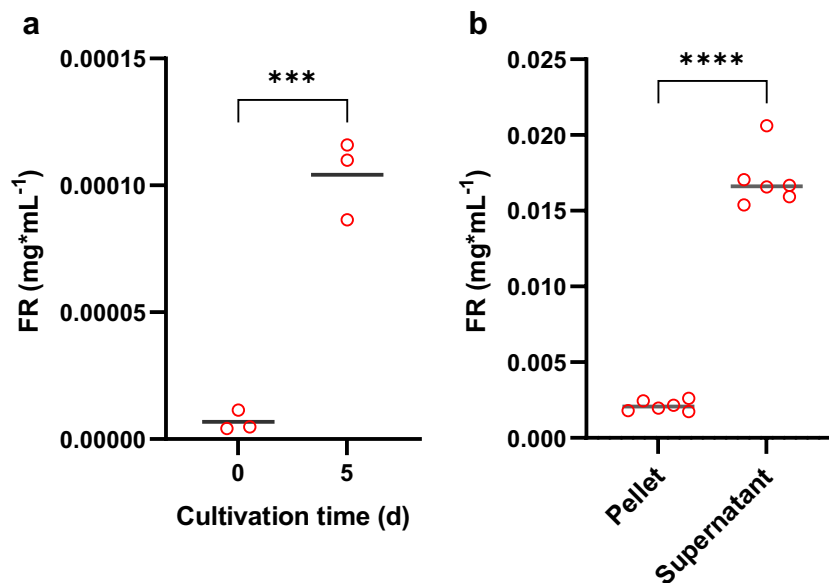 a
0.00015
0.00010
0.00005
0.00000
FR (mg*mL⁻¹)
***
0
5
Cultivation time (d)
b
0.025
0.020
0.015
0.010
0.005
0.000
FR (mg*mL⁻¹)
****
Pellet
Supernatant